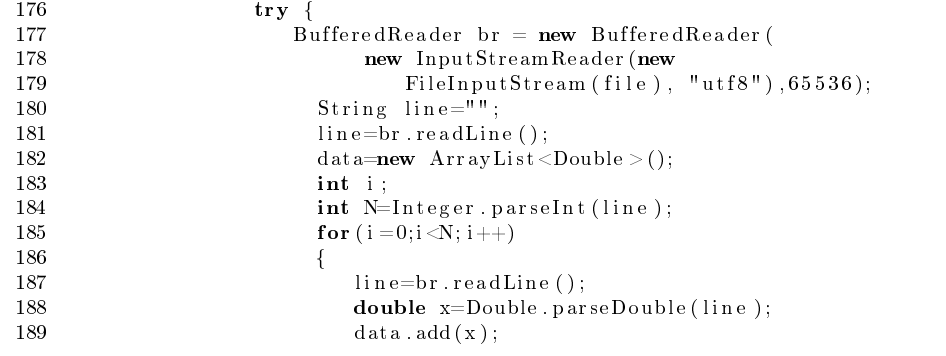 176 try {
177 BufferedReader br = new BufferedReader(
178 new InputStreamReader(new
179 FileInputStream(file), "utf8"),65536);
180 String line="";
181 line=br.readLine();
182 data=new ArrayList<Double>();
183 int i;
184 int N=Integer.parseInt(line);
185 for(i=0;i<N;i++)
186 {
187 line=br.readLine();
188 double x=Double.parseDouble(line);
189 data.add(x);